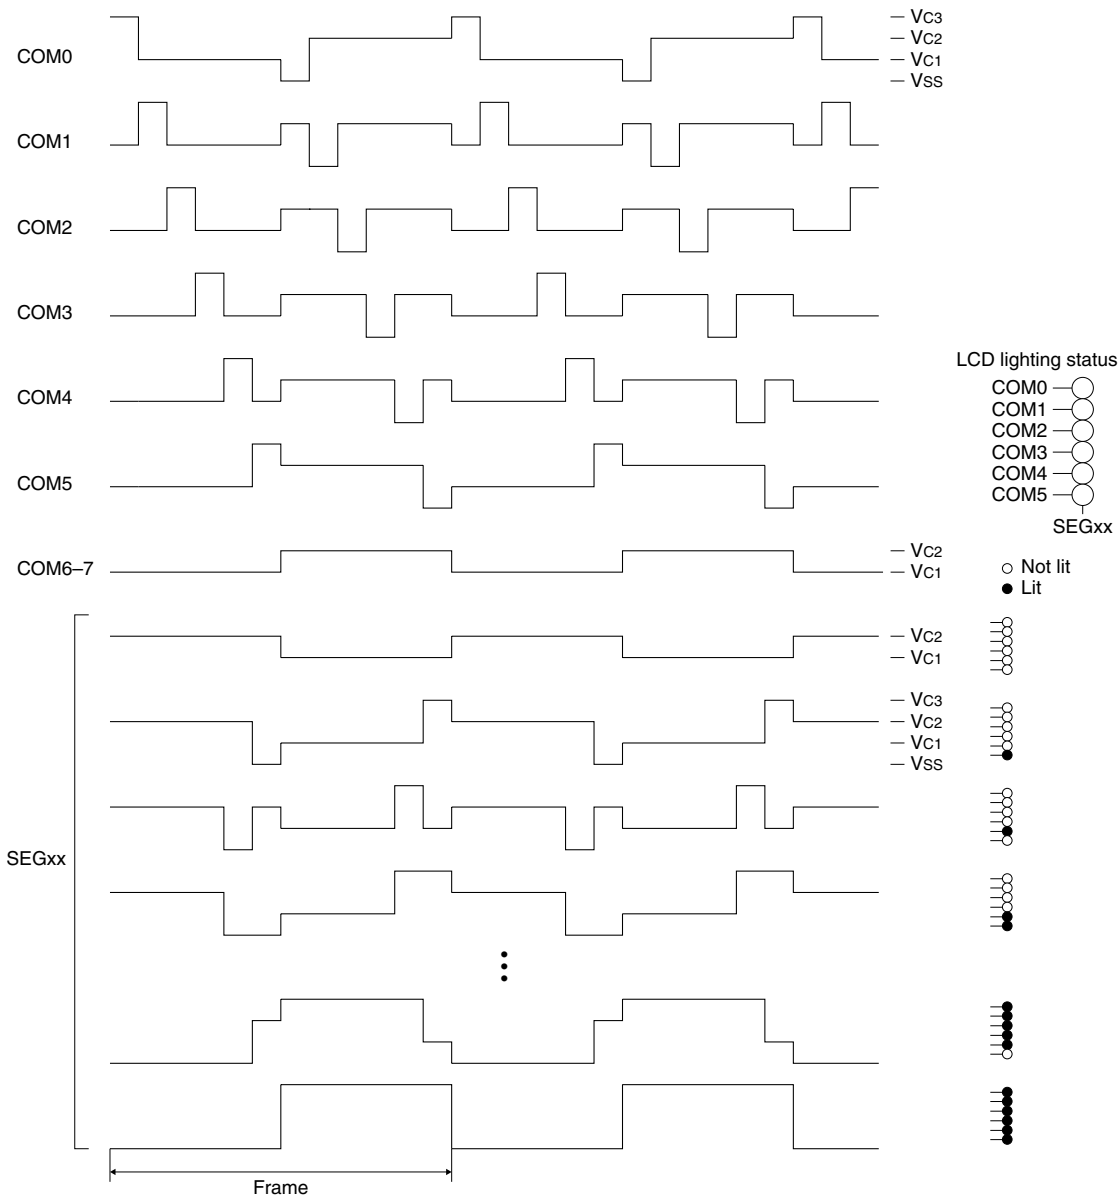 COM0
VC3
VC2
VC1
VSS
COM1
COM2
COM3
COM4
COM5
LCD lighting status
COM0
COM1
COM2
COM3
COM4
COM5
SEGxx
COM6–7
VC2
VC1
Not lit
Lit
VC2
VC1
VC3
VC2
VC1
VSS
SEGxx
Frame